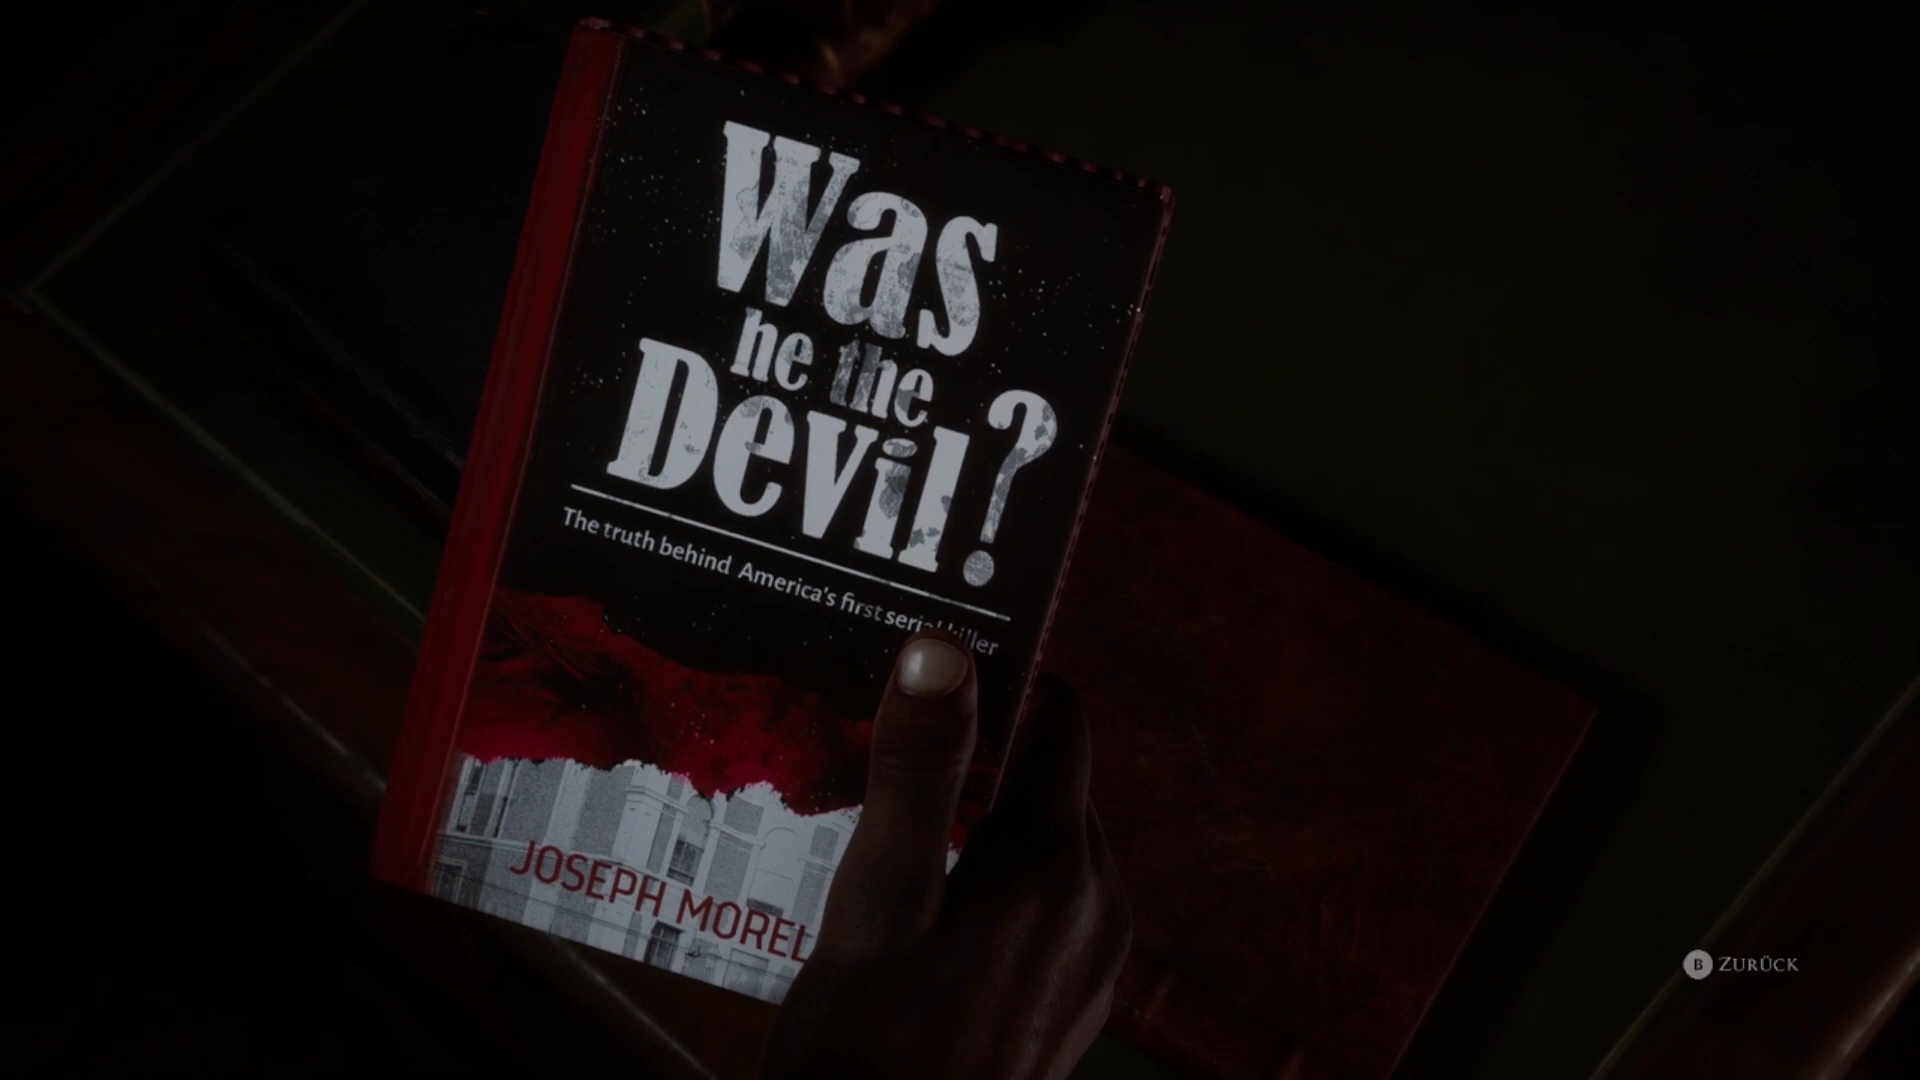 Was
he the
Devil?
The truth behind America's first serial killer
JOSEPH MOREL
B ZURÜCK